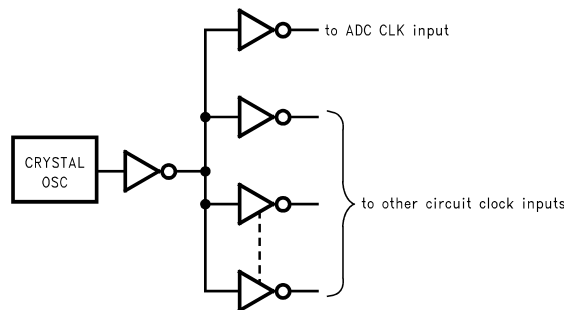 to ADC CLK input
CRYSTAL
OSC
to other circuit clock inputs